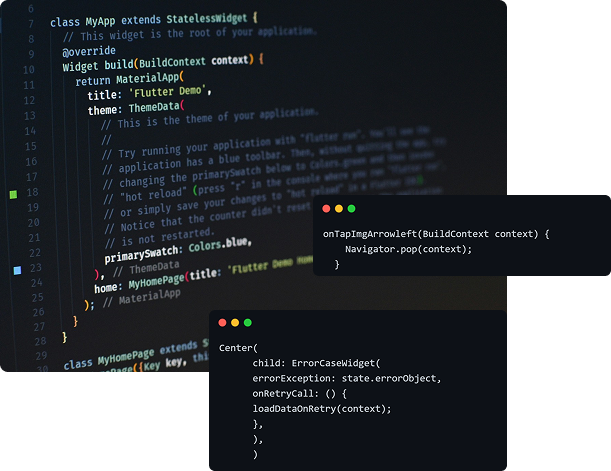 6
7
8
9
10
11
12
13
14
15
16
17
18
19
20
21
22
23
24
25
26
27
28
29
30
class MyApp extends StatelessWidget {
// This widget is the root of your application.
@override
Widget build(BuildContext context) {
return MaterialApp(
title: 'Flutter Demo',
theme: ThemeData(
// This is the theme of your application.
//
// Try running your application with "flutter run". You'll see the
// application has a blue toolbar. Then, without quitting the app, try
// changing the primarySwatch below to Colors.green and then invoke
// "hot reload" (press "r" in the console where you ran "flutter run",
// or simply save your changes to "hot reload" in a Flutter IDE).
// Notice that the counter didn't reset
// is not restarted.
primarySwatch: Colors.blue,
), // ThemeData
home: MyHomePage(title: 'Flutter Demo Home
); // MaterialApp
}
}
class MyHomePage extends S
Page({Key key, this
onTapImgArrowleft(BuildContext context) {
Navigator.pop(context);
}
Center(
child: ErrorCaseWidget(
errorException: state.errorObject,
onRetryCall: () {
loadDataOnRetry(context);
},
),
)